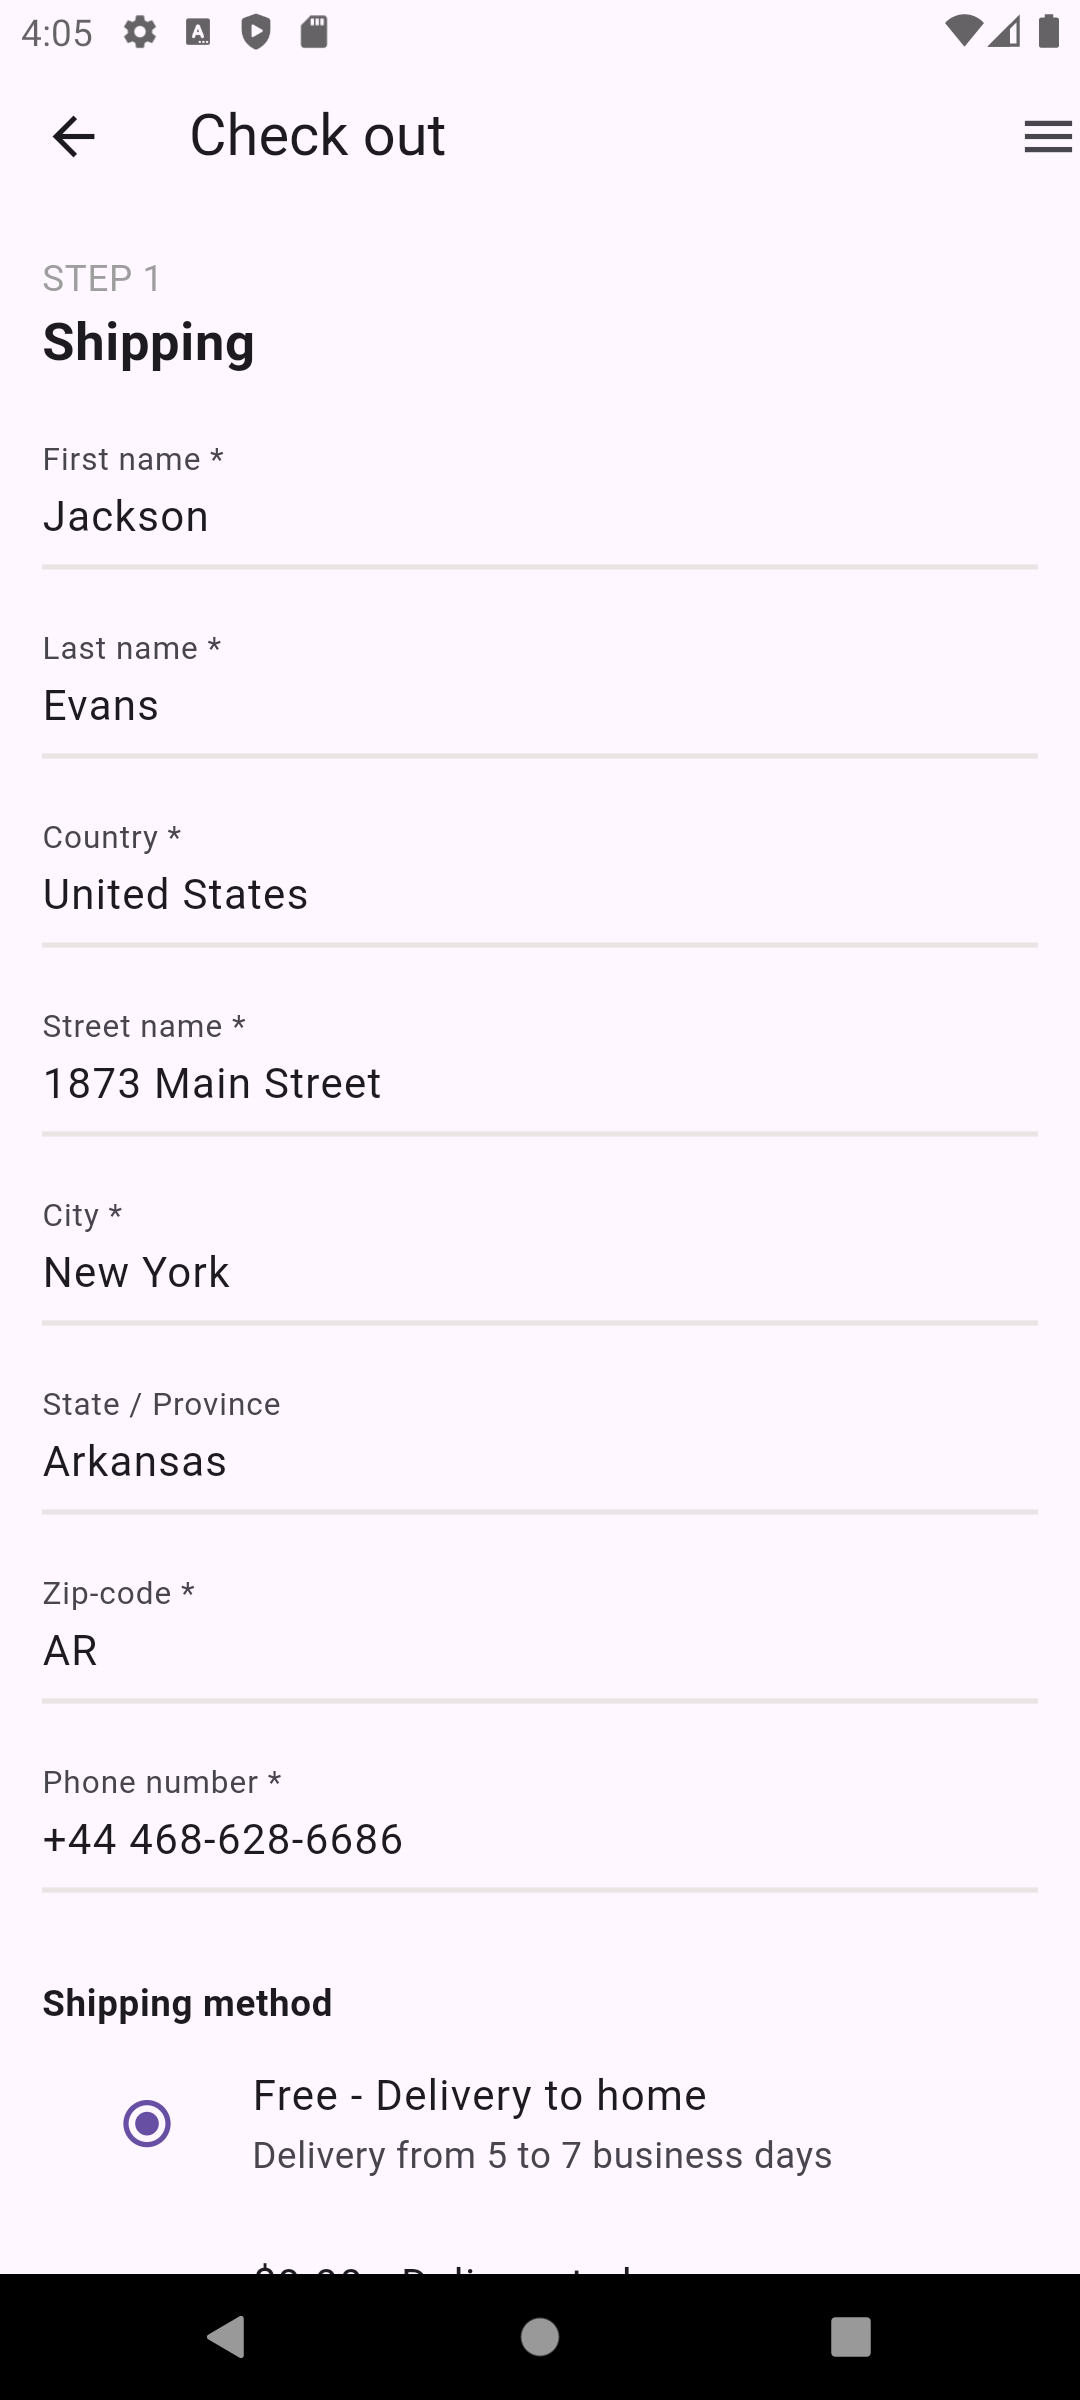 4:05
Check out
STEP 1
Shipping
First name *
Jackson
Last name *
Evans
Country *
United States
Street name *
1873 Main Street
City *
New York
State / Province
Arkansas
Zip-code *
AR
Phone number *
+44 468-628-6686
Shipping method
Free - Delivery to home
Delivery from 5 to 7 business days